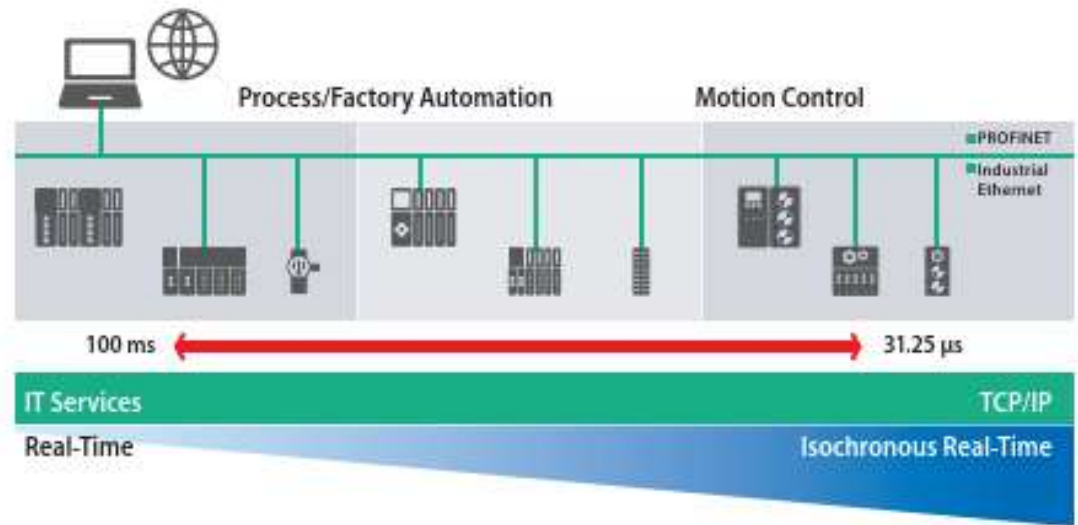 Process/Factory Automation
Motion Control
PROFINET
Industrial
Ethernet
100 ms
31.25 µs
IT Services
TCP/IP
Real-Time
Isochronous Real-Time